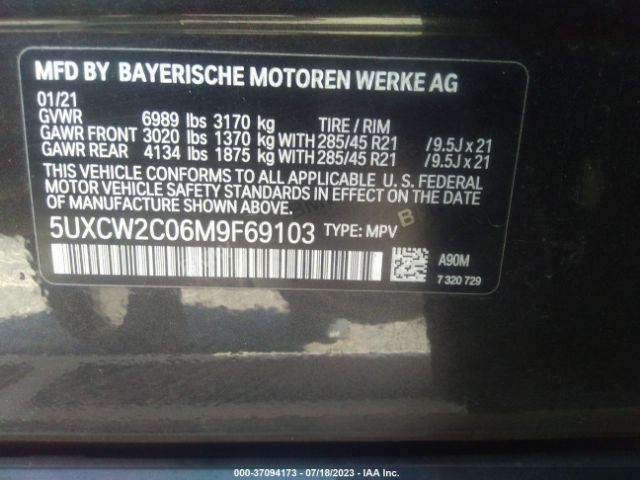 MFD BY BAYERISCHE MOTOREN WERKE AG
01/21
GVWR 6989 lbs 3170 kg TIRE / RIM
GAWR FRONT 3020 lbs 1370 kg WITH 285/45 R21 /9.5J x 21
GAWR REAR 4134 lbs 1875 kg WITH 285/45 R21 /9.5J x 21
THIS VEHICLE CONFORMS TO ALL APPLICABLE U. S. FEDERAL
MOTOR VEHICLE SAFETY STANDARDS IN EFFECT ON THE
DATE OF MANUFACTURE SHOWN ABOVE.
5UXCW2C06M9F69103 TYPE: MPV
A90M
7 320 729
000 - 37094173 - 07/18/2023 - IAA Inc.